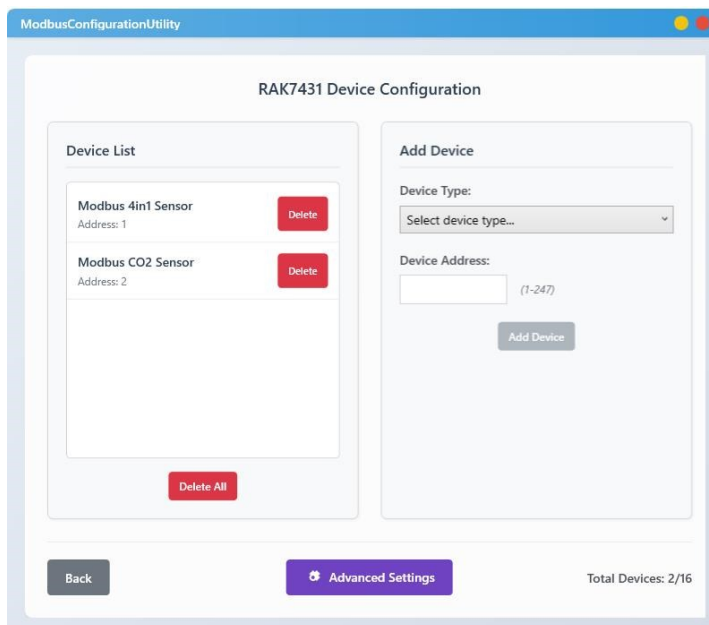 ModbusConfigurationUtility
RAK7431 Device Configuration
Device List
Modbus 4in1 Sensor
Address: 1
Delete
Modbus CO2 Sensor
Address: 2
Delete
Delete All
Add Device
Device Type:
Select device type...
Device Address:
(1-247)
Add Device
Back
Advanced Settings
Total Devices: 2/16